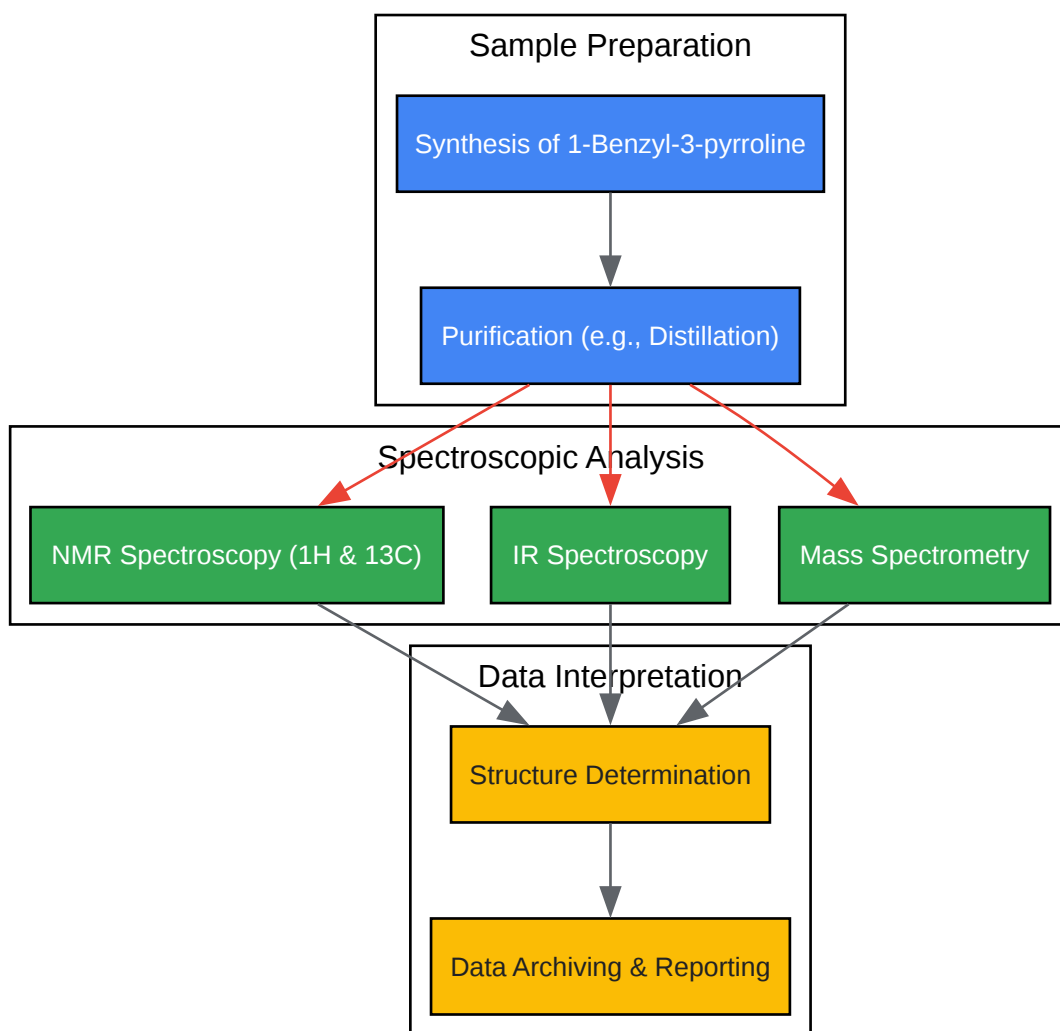 Sample Preparation
Synthesis of 1-Benzyl-3-pyrroline
Purification (e.g., Distillation)
Spectroscopic Analysis
NMR Spectroscopy (1H & 13C)
IR Spectroscopy
Mass Spectrometry
Data Interpretation
Structure Determination
Data Archiving & Reporting